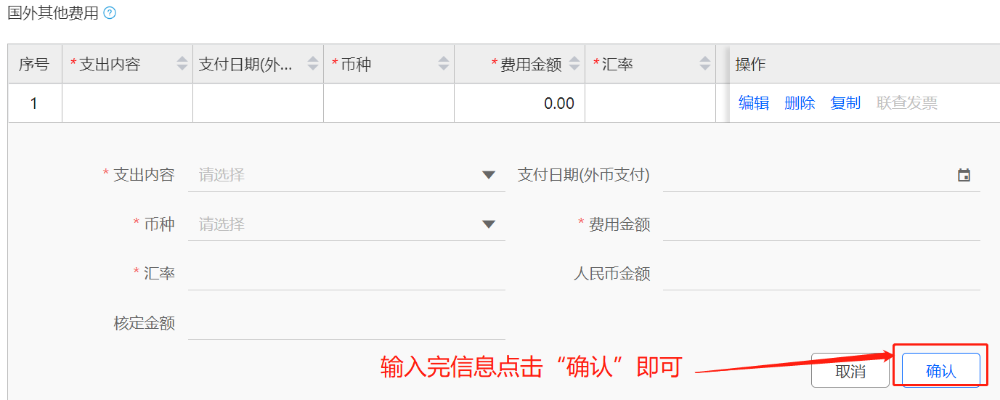 国外其他费用 ?
序号 *支出内容 支付日期(外... *币种 *费用金额 *汇率 操作
1 0.00 编辑 删除 复制 联查发票
*支出内容 请选择 支付日期(外币支付)
*币种 请选择 *费用金额
*汇率 人民币金额
核定金额
输入完信息点击“确认”即可 取消 确认